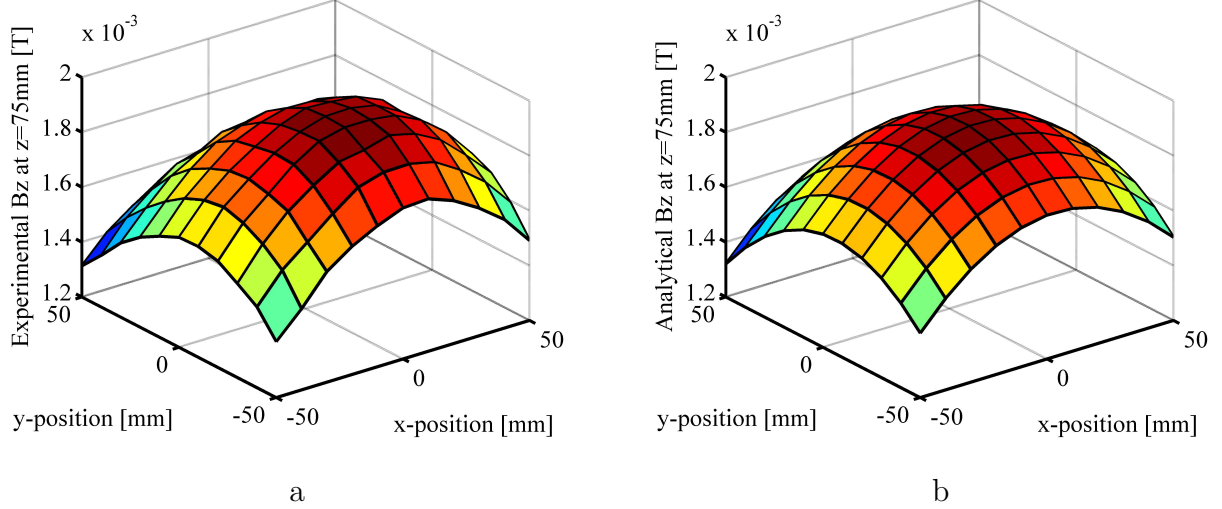 x 10-3
Experimental Bz at z=75mm [T]
2
1.8
1.6
1.4
1.2
50
0
-50
y-position [mm]
-50
0
50
x-position [mm]
a
x 10-3
Analytical Bz at z=75mm [T]
2
1.8
1.6
1.4
1.2
50
0
-50
y-position [mm]
-50
0
50
x-position [mm]
b